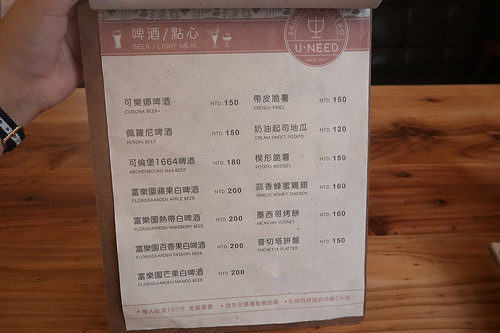 啤酒/點心
BEER / LIGHT MEAL
U·NEED
可樂娜啤酒 NTD. 150
CORONA BEER
佩羅尼啤酒 NTD. 150
PERONI BEER
可倫堡1664啤酒 NTD. 180
KRONENBOURG 1664 BEER
富樂園蘋果白啤酒 NTD. 200
FLORISGAARDEN APPLE BEER
富樂園熱帶白啤酒 NTD. 200
富樂園百香果白啤酒 NTD. 200
FLORISGAARDEN PASSION BEER
富樂園芒果白啤酒 NTD. 200
FLORISGAARDEN MANGO BEER
帶皮脆薯 NTD. 150
FRENCH FRIES
奶油起司地瓜 NTD. 120
CREAM SWEET POTATO
楔形脆薯 NTD. 150
POTATO WEDGES
蒜香蜂蜜雞翅 NTD. 160
GARLIC HONEY CHICKEN
墨西哥烤餅 NTD. 160
MEXICAN SCONES
普切塔拼盤 NTD. 150
PUCHETTA PLATTER